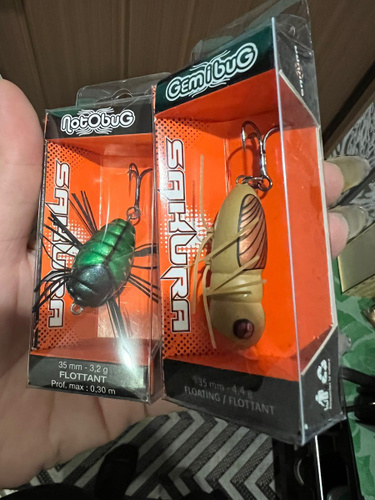 NotObuG
SAKURA
35 mm - 3,2 g
FLOTTANT
Prof. max : 0,30 m
GEmibuG
SAKURA
35 mm - 4,4 g
FLOATING / FLOTTANT